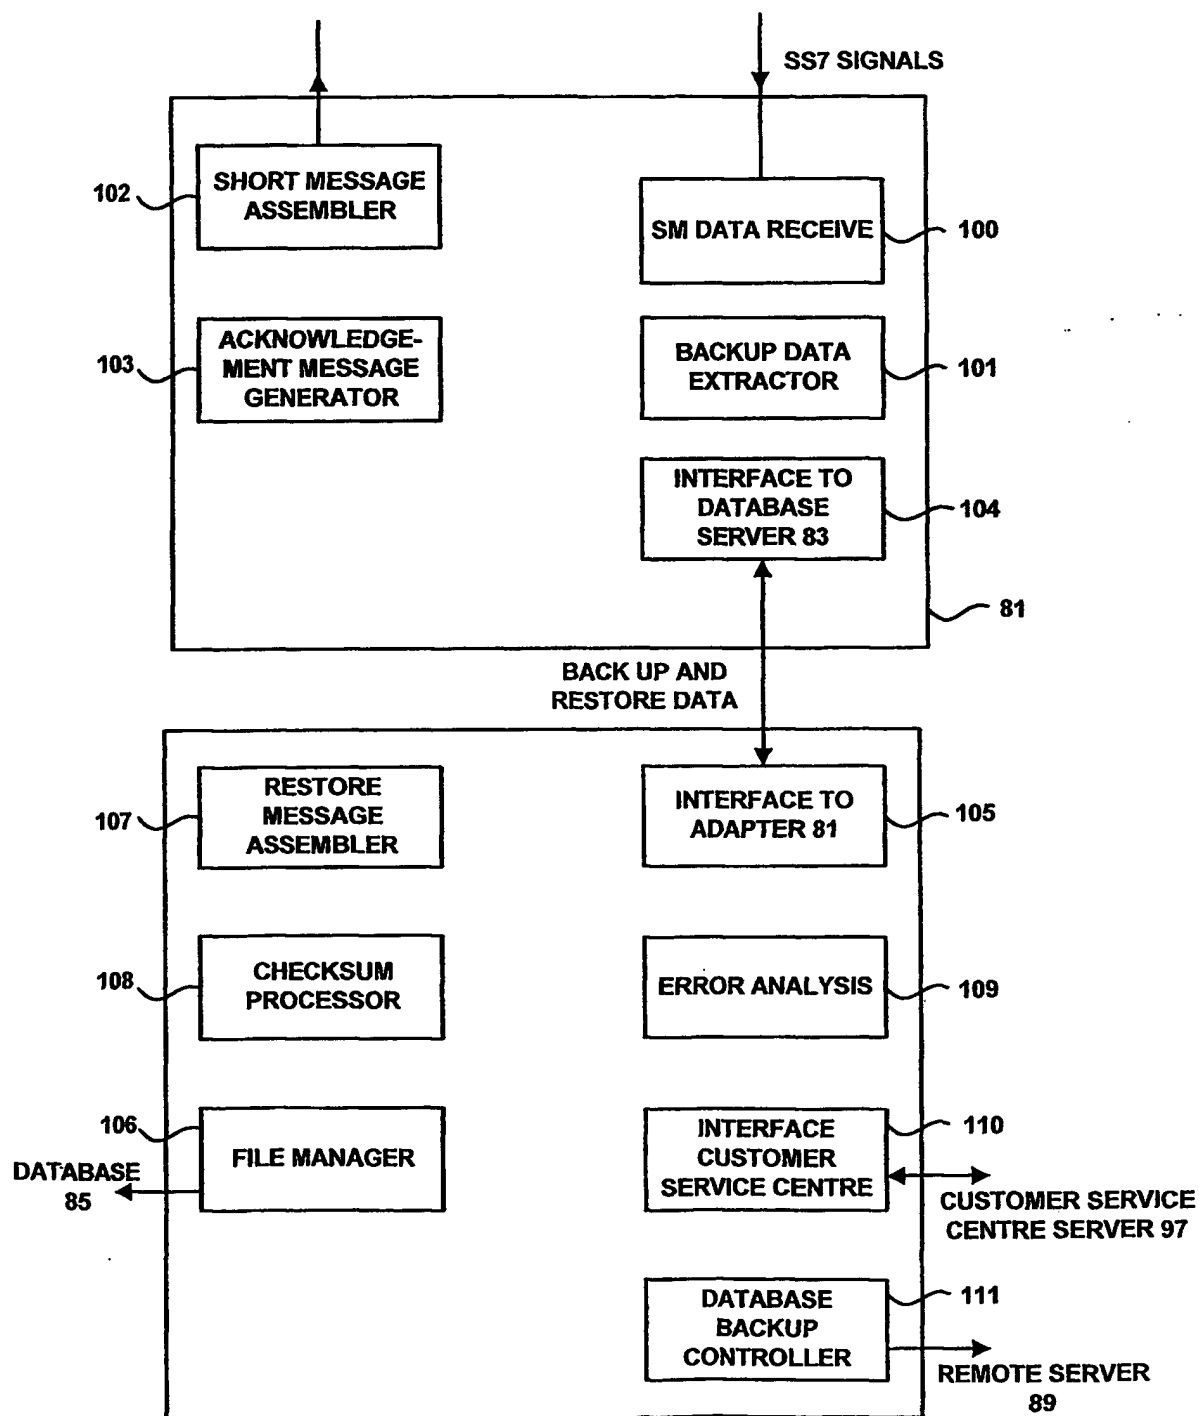 SS7 SIGNALS
102
SHORT MESSAGE
ASSEMBLER
SM DATA RECEIVE
100
103
ACKNOWLEDGE-
MENT MESSAGE
GENERATOR
BACKUP DATA
EXTRACTOR
101
INTERFACE TO
DATABASE
SERVER 83
104
81
BACK UP AND
RESTORE DATA
107
RESTORE
MESSAGE
ASSEMBLER
INTERFACE TO
ADAPTER 81
105
108
CHECKSUM
PROCESSOR
ERROR ANALYSIS
109
106
FILE MANAGER
DATABASE
85
INTERFACE
CUSTOMER
SERVICE CENTRE
110
CUSTOMER SERVICE
CENTRE SERVER 97
DATABASE
BACKUP
CONTROLLER
111
REMOTE SERVER
89